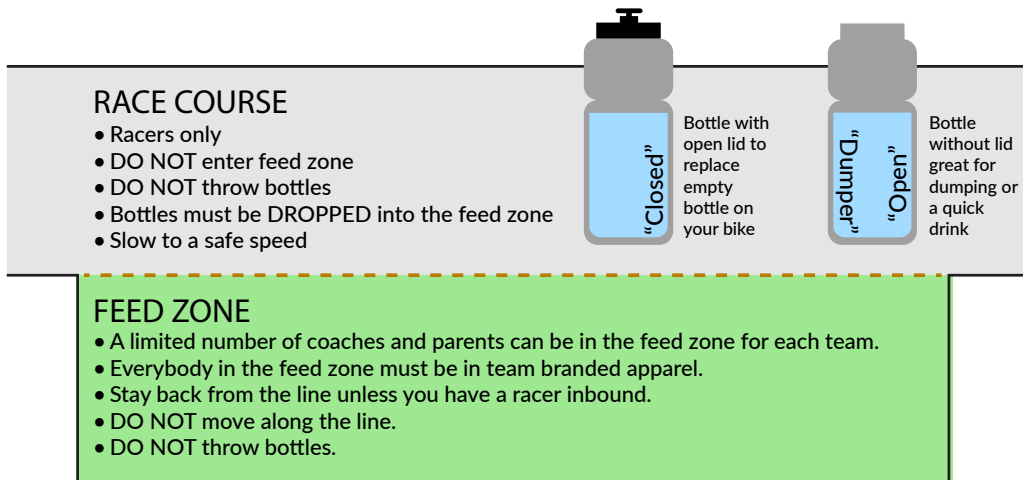 RACE COURSE
• Racers only
• DO NOT enter feed zone
• DO NOT throw bottles
• Bottles must be DROPPED into the feed zone
• Slow to a safe speed
“Closed”
Bottle with
open lid to
replace
empty
bottle on
your bike
“Dumper”
“Open”
Bottle
without lid
great for
dumping or
a quick
drink
FEED ZONE
• A limited number of coaches and parents can be in the feed zone for each team.
• Everybody in the feed zone must be in team branded apparel.
• Stay back from the line unless you have a racer inbound.
• DO NOT move along the line.
• DO NOT throw bottles.